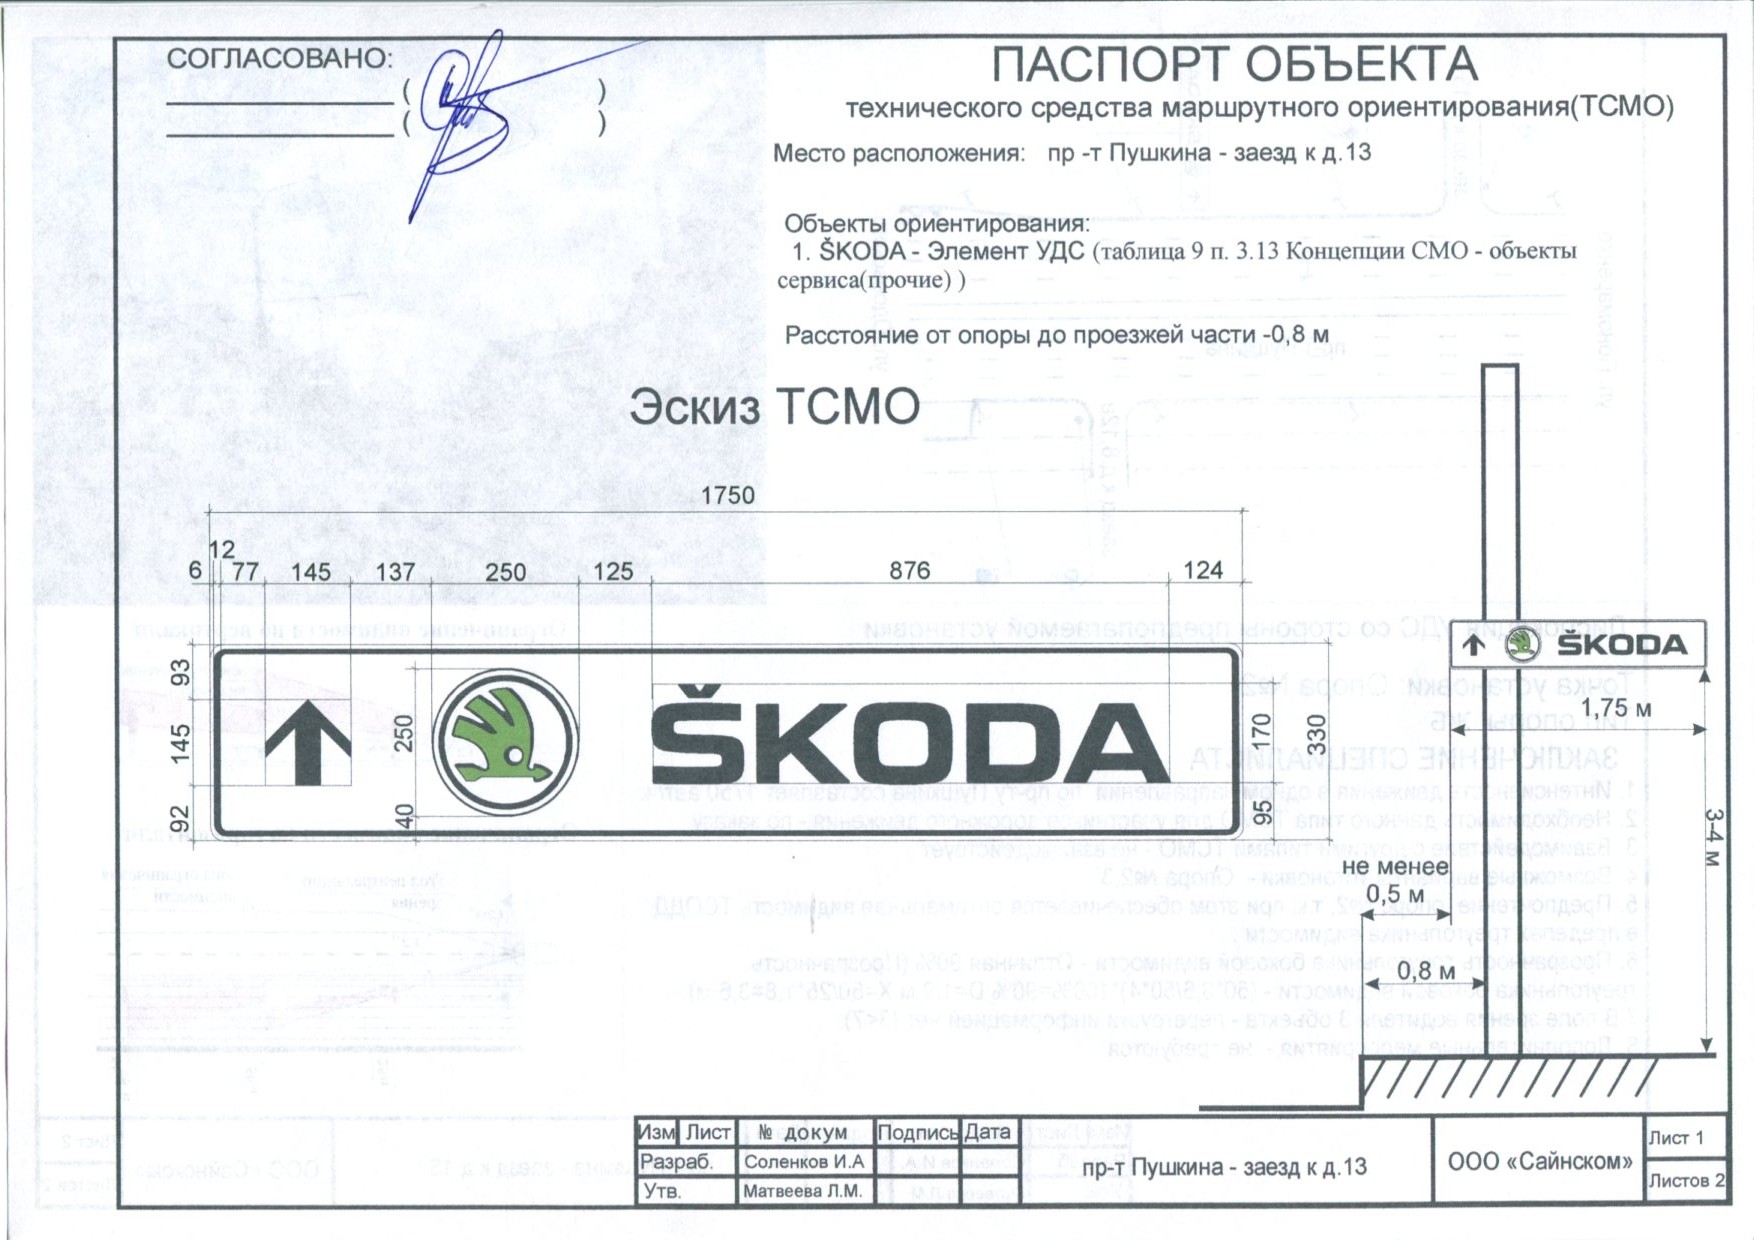 СОГЛАСОВАНО:
ПАСПОРТ ОБЪЕКТА
технического средства маршрутного ориентирования(ТСМО)
Место расположения: пр -т Пушкина - заезд к д.13
Объекты ориентирования:
1. ŠKODA - Элемент УДС (таблица 9 п. 3.13 Концепции СМО - объекты
сервиса(прочие) )
Расстояние от опоры до проезжей части -0,8 м
Эскиз ТСМО
1750
12
6 77 145 137 250 125 876 124
93
145
92
250
40
ŠKODA
170
95
330
ŠKODA
1,75 м
3-4 м
не менее
0,5 м
0,8 м
Изм Лист № докум Подпись Дата
Разраб. Соленков И.А
Утв. Матвеева Л.М.
пр-т Пушкина - заезд к д.13
ООО «Сайнском»
Лист 1
Листов 2